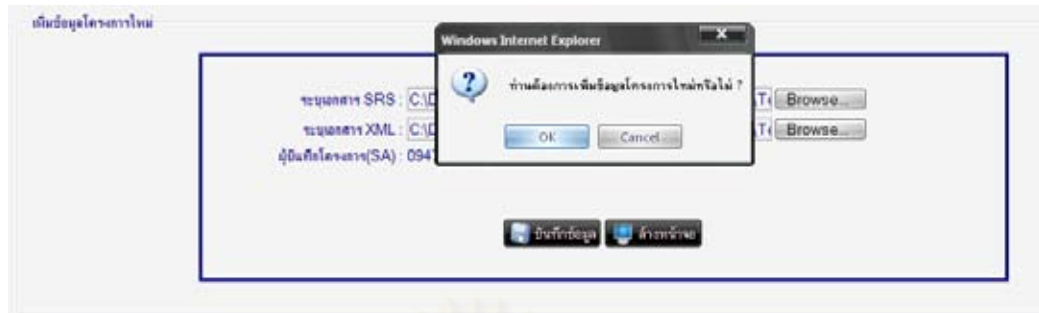 เพิ่มข้อมูลโครงการใหม่
Windows Internet Explorer
ท่านต้องการเพิ่มข้อมูลโครงการใหม่หรือไม่ ?
OK Cancel
ระบุเอกสาร SRS : C:\D \Te Browse...
ระบุเอกสาร XML : C:\D \Te Browse...
ผู้บันทึกโครงการ(SA) : 094
บันทึกข้อมูล ล้างหน้าจอ